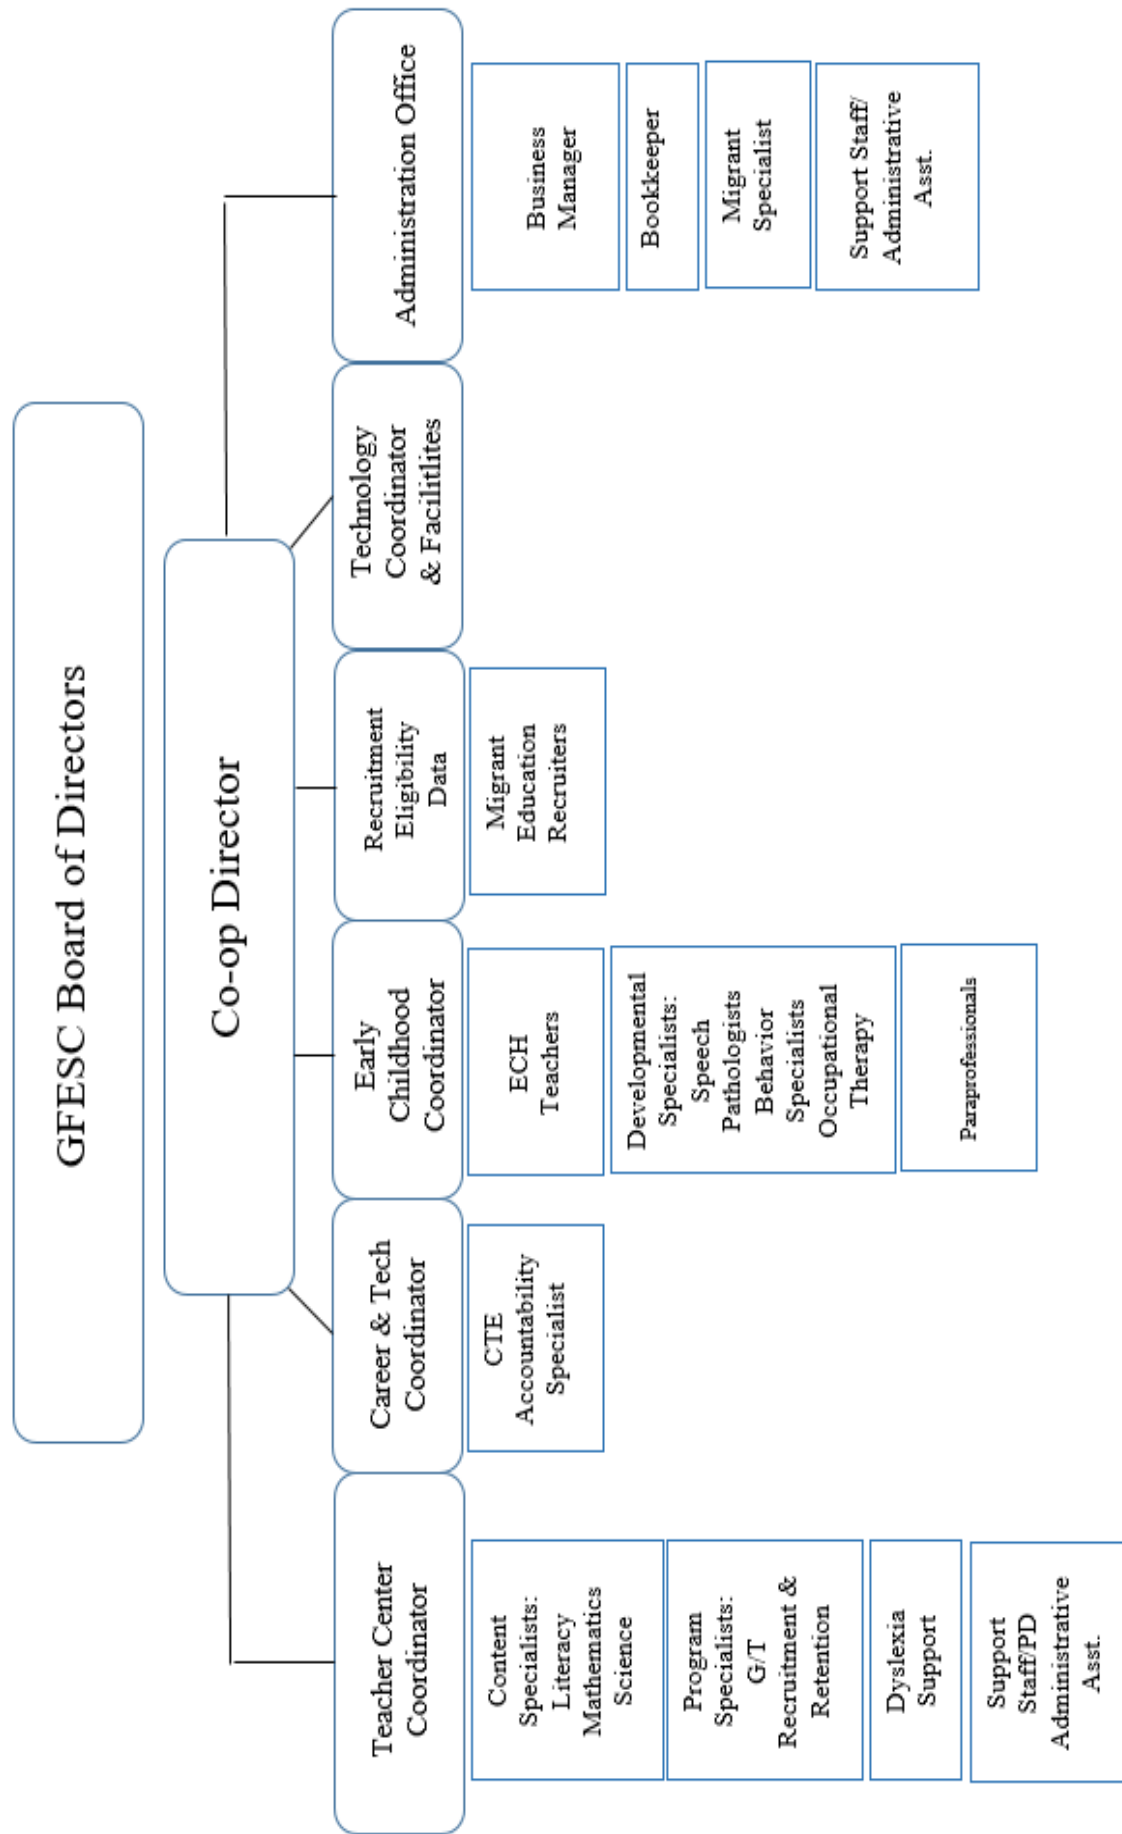 GFESC Board of Directors
Co-op Director
Teacher Center
Coordinator
Career & Tech
Coordinator
Early
Childhood
Coordinator
Recruitment
Eligibility
Data
Technology
Coordinator
& Facilitlites
Administration Office
Content
Specialists:
Literacy
Mathematics
Science
Program
Specialists:
G/T
Recruitment &
Retention
Dyslexia
Support
Support
Staff/PD
Administrative
Asst.
CTE
Accountability
Specialist
ECH
Teachers
Developmental
Specialists:
Speech
Pathologists
Behavior
Specialists
Occupational
Therapy
Paraprofessionals
Migrant
Education
Recruiters
Business
Manager
Bookkeeper
Migrant
Specialist
Support Staff/
Administrative
Asst.